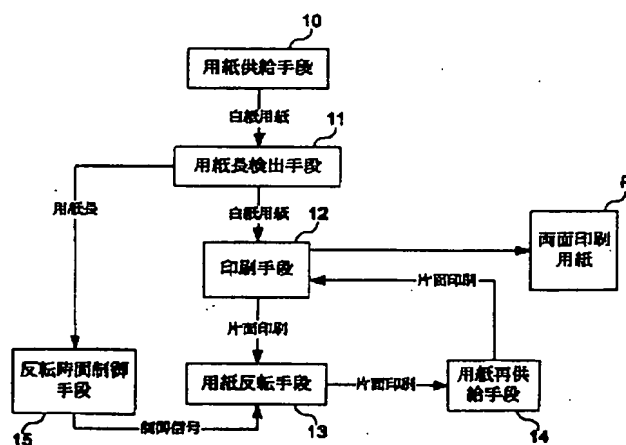 10
用紙供給手段
白紙用紙
11
用紙長検出手段
用紙長
白紙用紙
12
印刷手段
両面印刷
用紙
片面印刷
片面印刷
反転時間制御
手段
15
用紙反転手段
13
片面印刷
用紙再供
給手段
14
制御信号